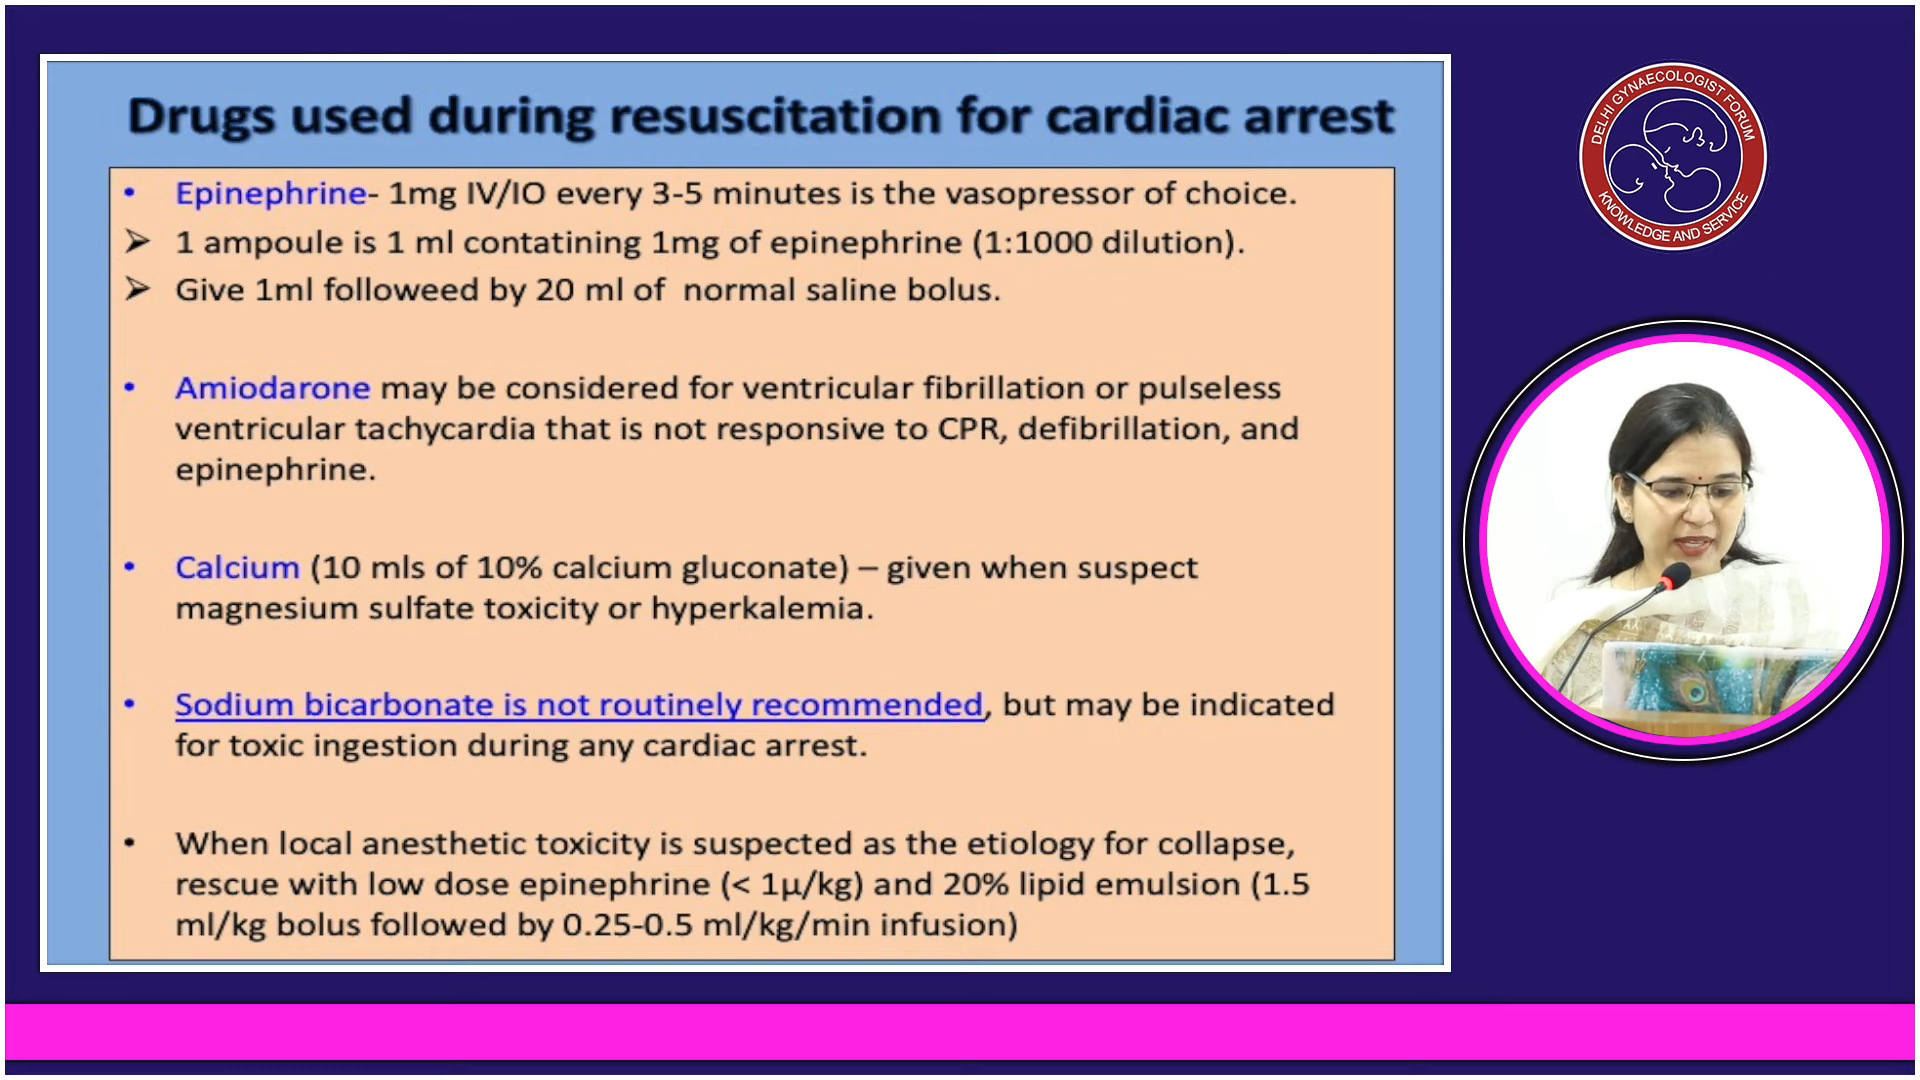 Drugs used during resuscitation for cardiac arrest
• Epinephrine- 1mg IV/IO every 3-5 minutes is the vasopressor of choice.
➢ 1 ampoule is 1 ml contatining 1mg of epinephrine (1:1000 dilution).
➢ Give 1ml followeed by 20 ml of normal saline bolus.
• Amiodarone may be considered for ventricular fibrillation or pulseless
ventricular tachycardia that is not responsive to CPR, defibrillation, and
epinephrine.
• Calcium (10 mls of 10% calcium gluconate) – given when suspect
magnesium sulfate toxicity or hyperkalemia.
• Sodium bicarbonate is not routinely recommended, but may be indicated
for toxic ingestion during any cardiac arrest.
• When local anesthetic toxicity is suspected as the etiology for collapse,
rescue with low dose epinephrine (< 1µ/kg) and 20% lipid emulsion (1.5
ml/kg bolus followed by 0.25-0.5 ml/kg/min infusion)
DELHI GYNAECOLOGIST FORUM
KNOWLEDGE AND SERVICE